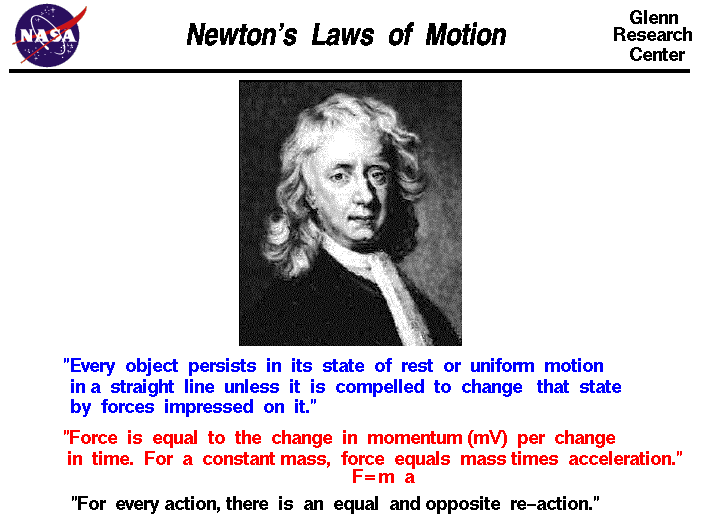 NASA
Newton's Laws of Motion
Glenn
Research
Center
"Every object persists in its state of rest or uniform motion
in a straight line unless it is compelled to change that state
by forces impressed on it."
"Force is equal to the change in momentum (mV) per change
in time. For a constant mass, force equals mass times acceleration."
F = m a
"For every action, there is an equal and opposite re-action."